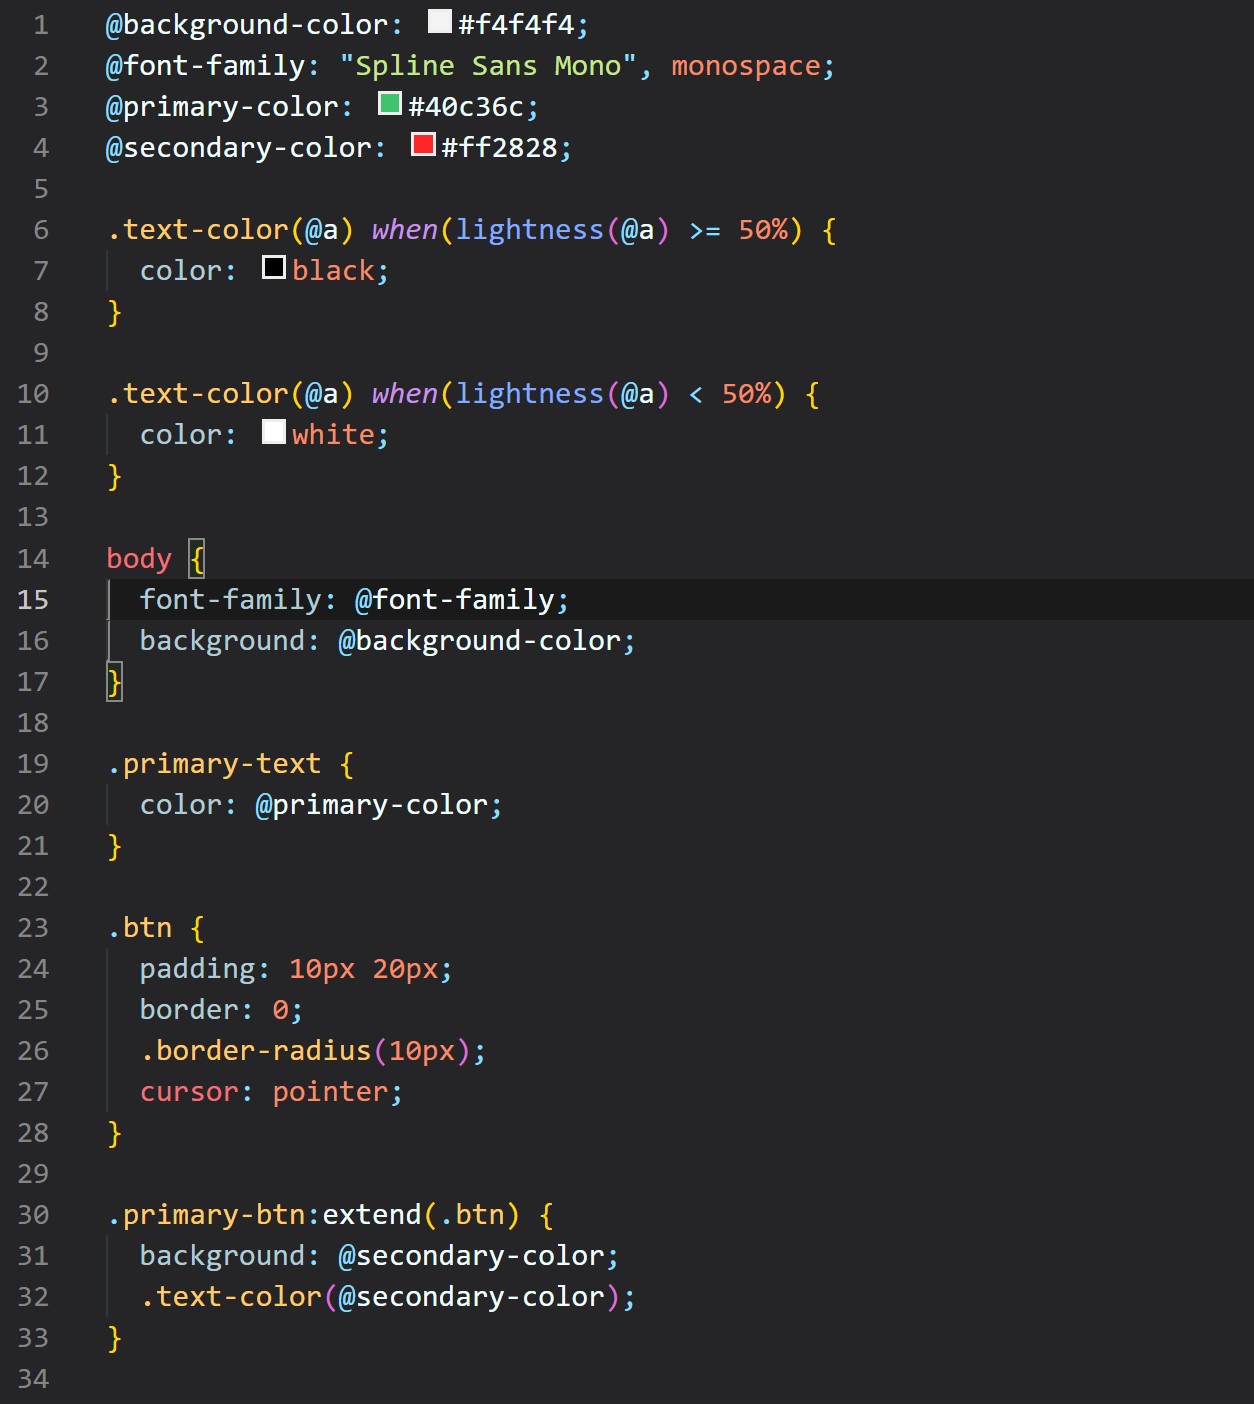 1 @background-color: #f4f4f4;
2 @font-family: "Spline Sans Mono", monospace;
3 @primary-color: #40c36c;
4 @secondary-color: #ff2828;
5
6 .text-color(@a) when(lightness(@a) >= 50%) {
7   color: black;
8 }
9
10 .text-color(@a) when(lightness(@a) < 50%) {
11   color: white;
12 }
13
14 body {
15   font-family: @font-family;
16   background: @background-color;
17 }
18
19 .primary-text {
20   color: @primary-color;
21 }
22
23 .btn {
24   padding: 10px 20px;
25   border: 0;
26   .border-radius(10px);
27   cursor: pointer;
28 }
29
30 .primary-btn:extend(.btn) {
31   background: @secondary-color;
32   .text-color(@secondary-color);
33 }
34